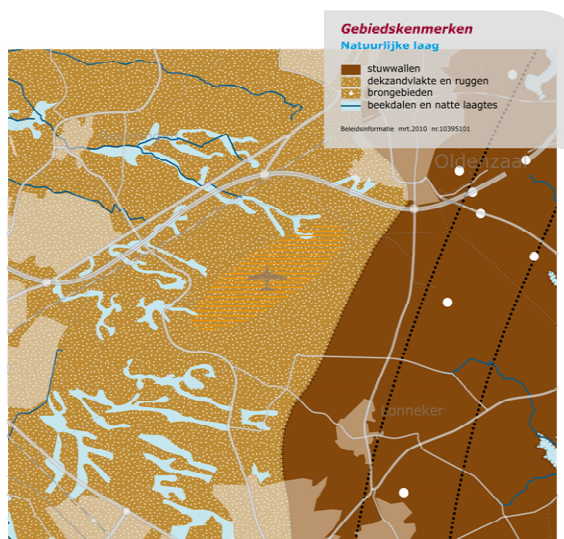 Gebiedskenmerken
Natuurlijke laag
stuwwallen
dekzandvlakte en ruggen
brongebieden
beekdalen en natte laagtes
Beleidsinformatie mrt.2010 nr.10395101
Oldenzaal
Lonneker